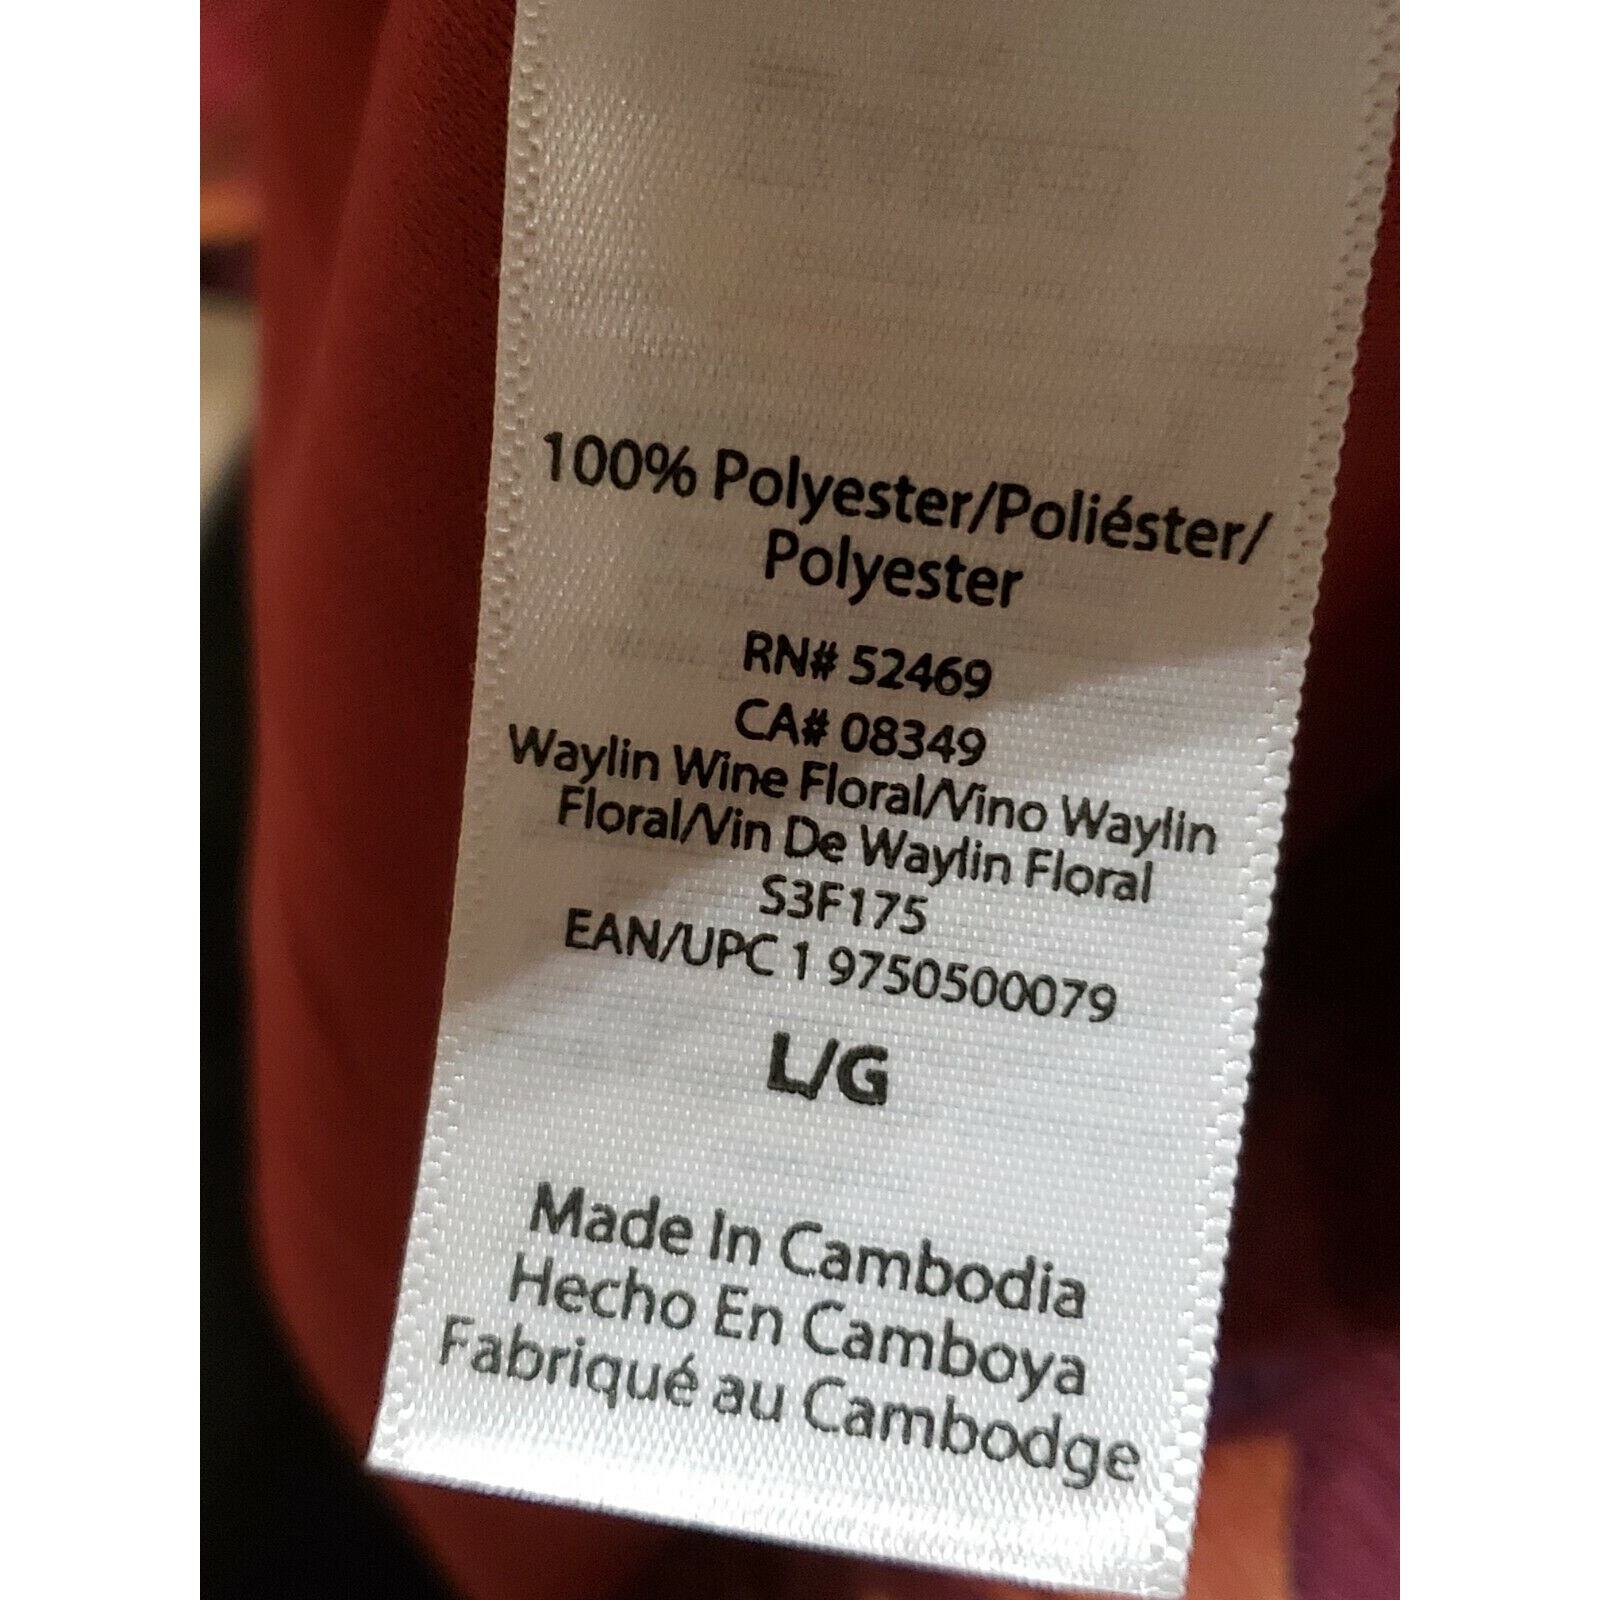 100% Polyester/Poliéster/
Polyester
RN# 52469
CA# 08349
Waylin Wine Floral/Vino Waylin
Floral/Vin De Waylin Floral
S3F175
EAN/UPC 1 9750500079
L/G
Made In Cambodia
Hecho En Camboya
Fabriqué au Cambodge